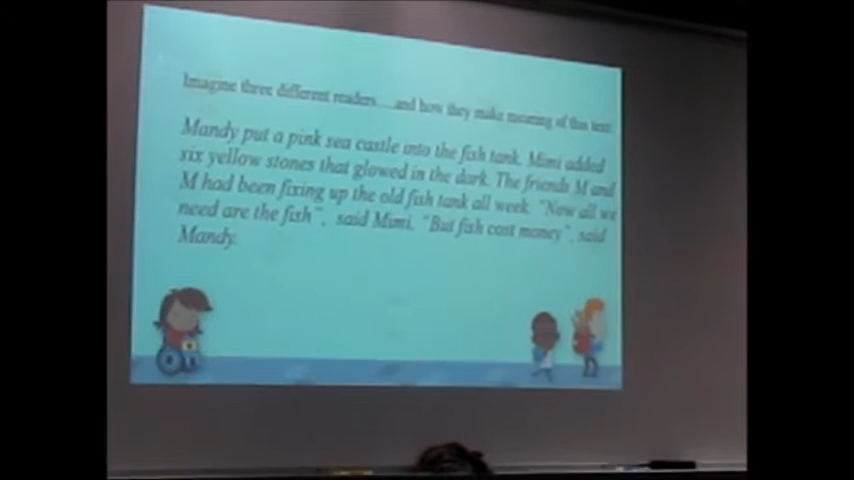 Imagine three different readers....and how they make meaning of this text:
Mandy put a pink sea castle into the fish tank. Mimi added
six yellow stones that glowed in the dark. The friends M and
M had been fixing up the old fish tank all week. "Now all we
need are the fish", said Mimi. "But fish cost money", said
Mandy.